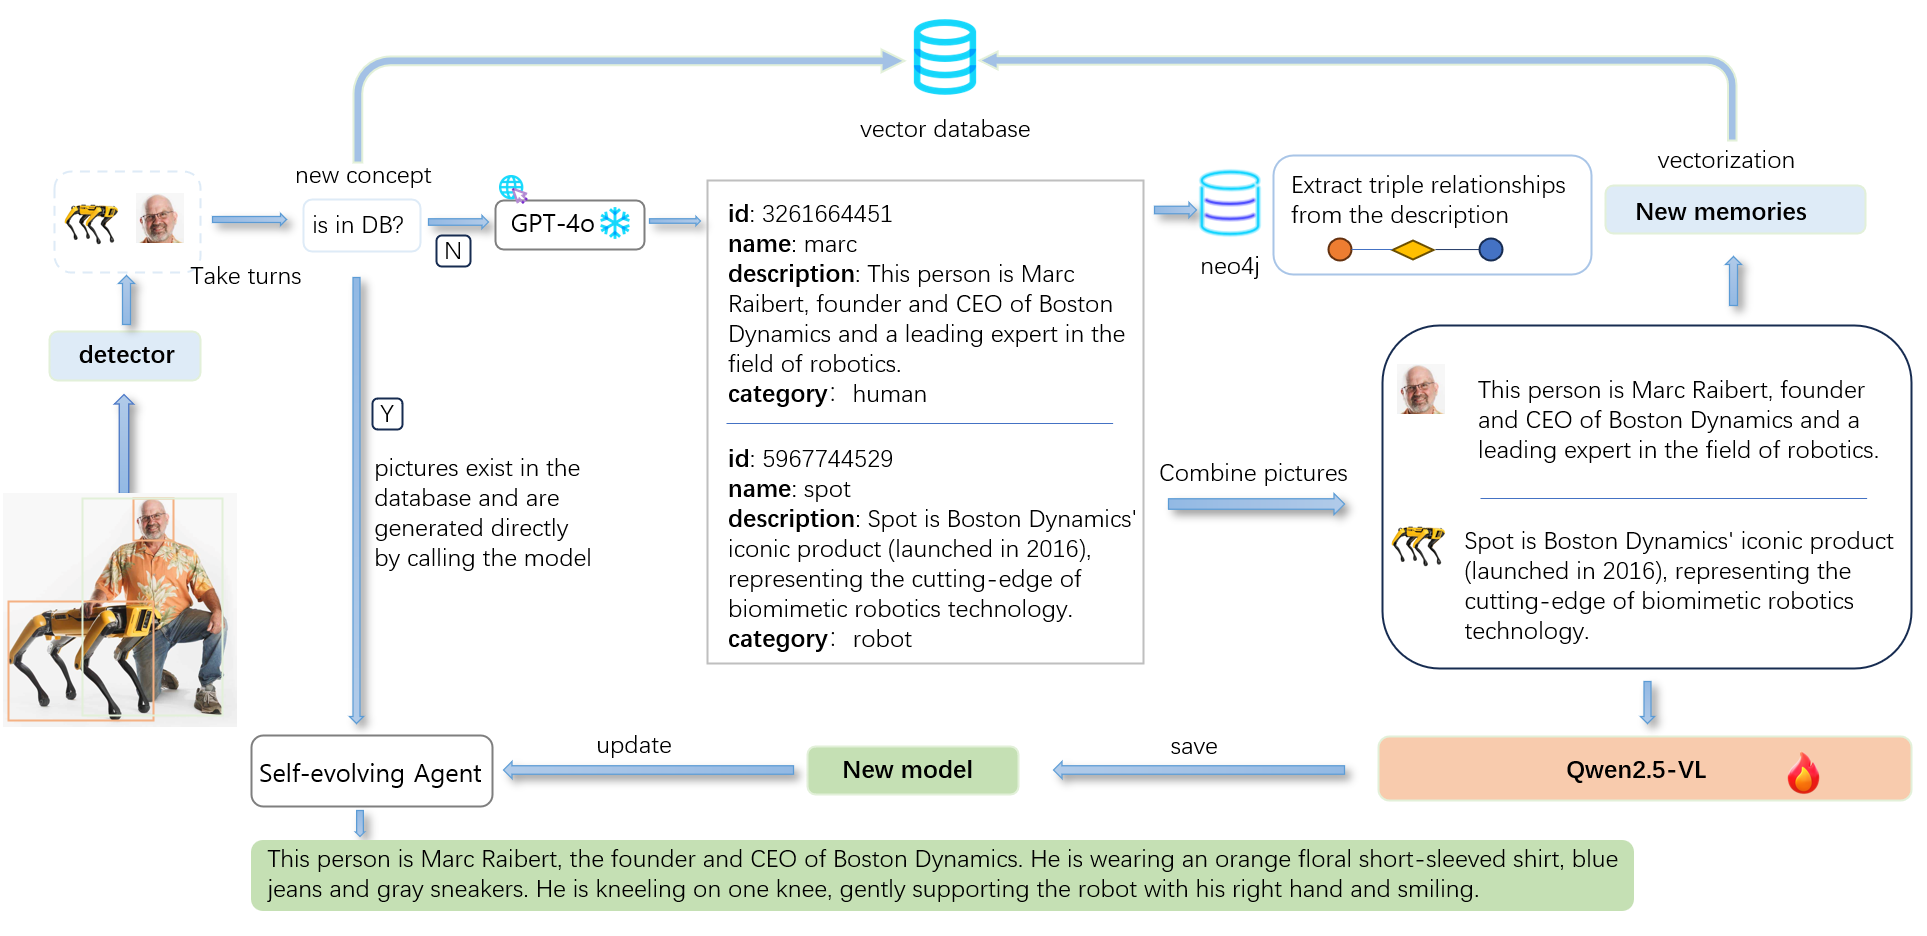 vector database
new concept
is in DB?
N
GPT-4o
Take turns
detector
Y
pictures exist in the
database and are
generated directly
by calling the model
id: 3261664451
name: marc
description: This person is Marc
Raibert, founder and CEO of Boston
Dynamics and a leading expert in the
field of robotics.
category: human
id: 5967744529
name: spot
description: Spot is Boston Dynamics'
iconic product (launched in 2016),
representing the cutting-edge of
biomimetic robotics technology.
category: robot
neo4j
Extract triple relationships
from the description
vectorization
New memories
Combine pictures
This person is Marc Raibert, founder
and CEO of Boston Dynamics and a
leading expert in the field of robotics.
Spot is Boston Dynamics' iconic product
(launched in 2016), representing the
cutting-edge of biomimetic robotics
technology.
Qwen2.5-VL
save
New model
update
Self-evolving Agent
This person is Marc Raibert, the founder and CEO of Boston Dynamics. He is wearing an orange floral short-sleeved shirt, blue
jeans and gray sneakers. He is kneeling on one knee, gently supporting the robot with his right hand and smiling.